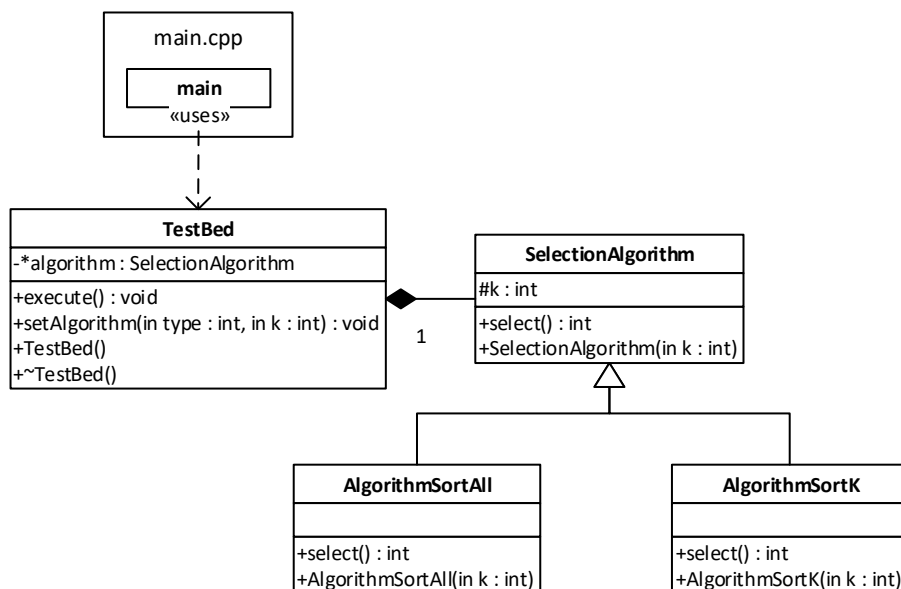 main.cpp
main
«uses»
TestBed
-*algorithm : SelectionAlgorithm
+execute() : void
+setAlgorithm(in type : int, in k : int) : void
+TestBed()
+~TestBed()
1
SelectionAlgorithm
#k : int
+select() : int
+SelectionAlgorithm(in k : int)
AlgorithmSortAll
+select() : int
+AlgorithmSortAll(in k : int)
AlgorithmSortK
+select() : int
+AlgorithmSortK(in k : int)